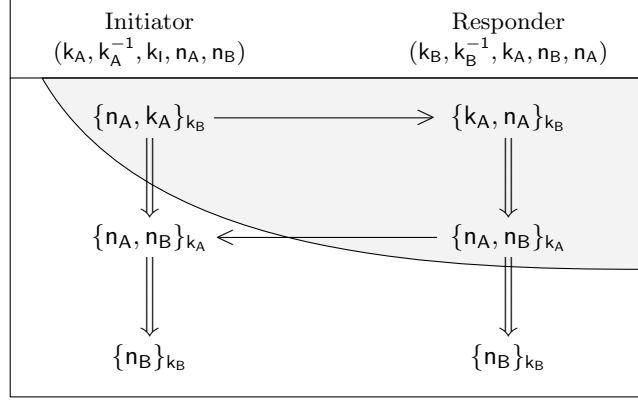 Initiator Responder
(k_A, k_A^{-1}, k_I, n_A, n_B) (k_B, k_B^{-1}, k_A, n_B, n_A)
{n_A, k_A}_{k_B} {k_A, n_A}_{k_B}
{n_A, n_B}_{k_A} {n_A, n_B}_{k_A}
{n_B}_{k_B} {n_B}_{k_B}